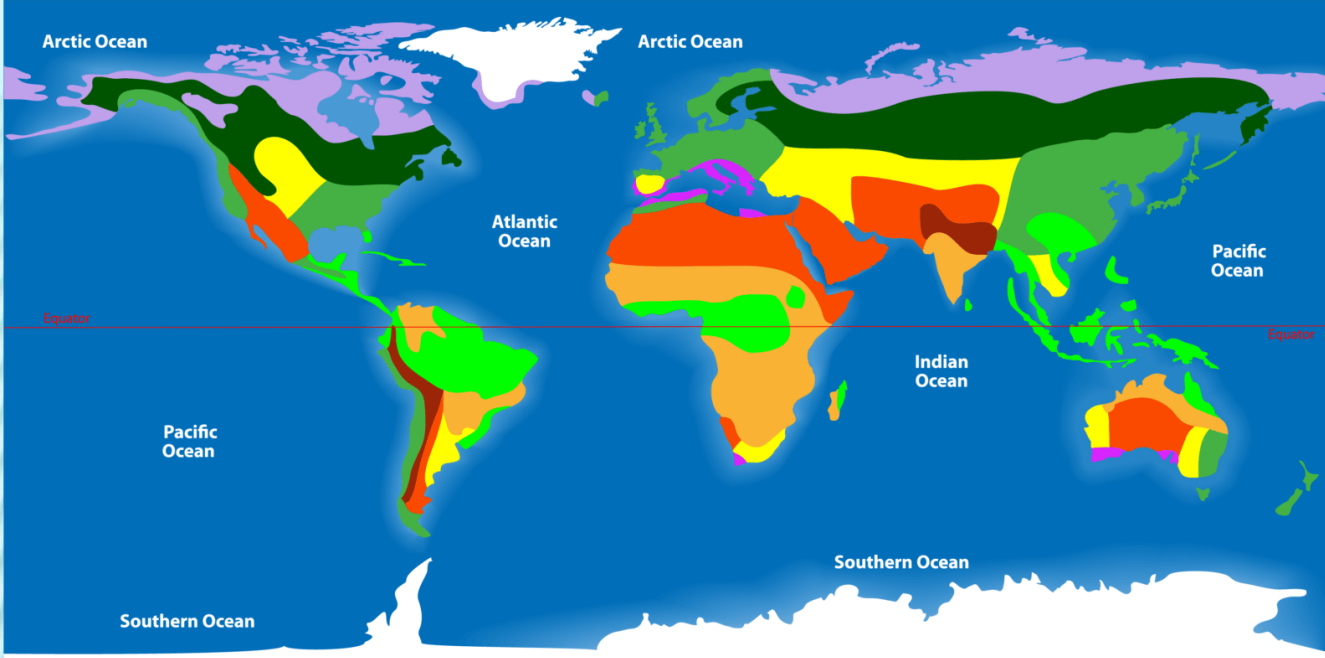 Arctic Ocean
Arctic Ocean
Atlantic
Ocean
Pacific
Ocean
Equator
Equator
Indian
Ocean
Pacific
Ocean
Southern Ocean
Southern Ocean